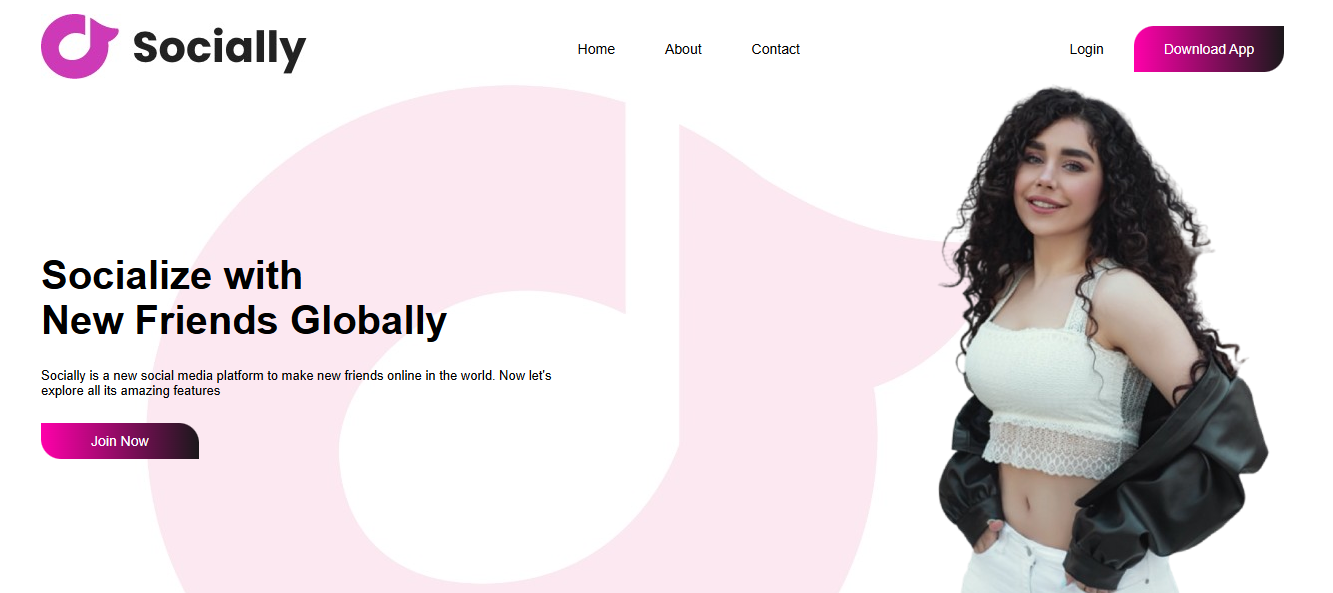 Socially
Home
About
Contact
Login
Download App
Socialize with
New Friends Globally
Socially is a new social media platform to make new friends online in the world. Now let's
explore all its amazing features
Join Now